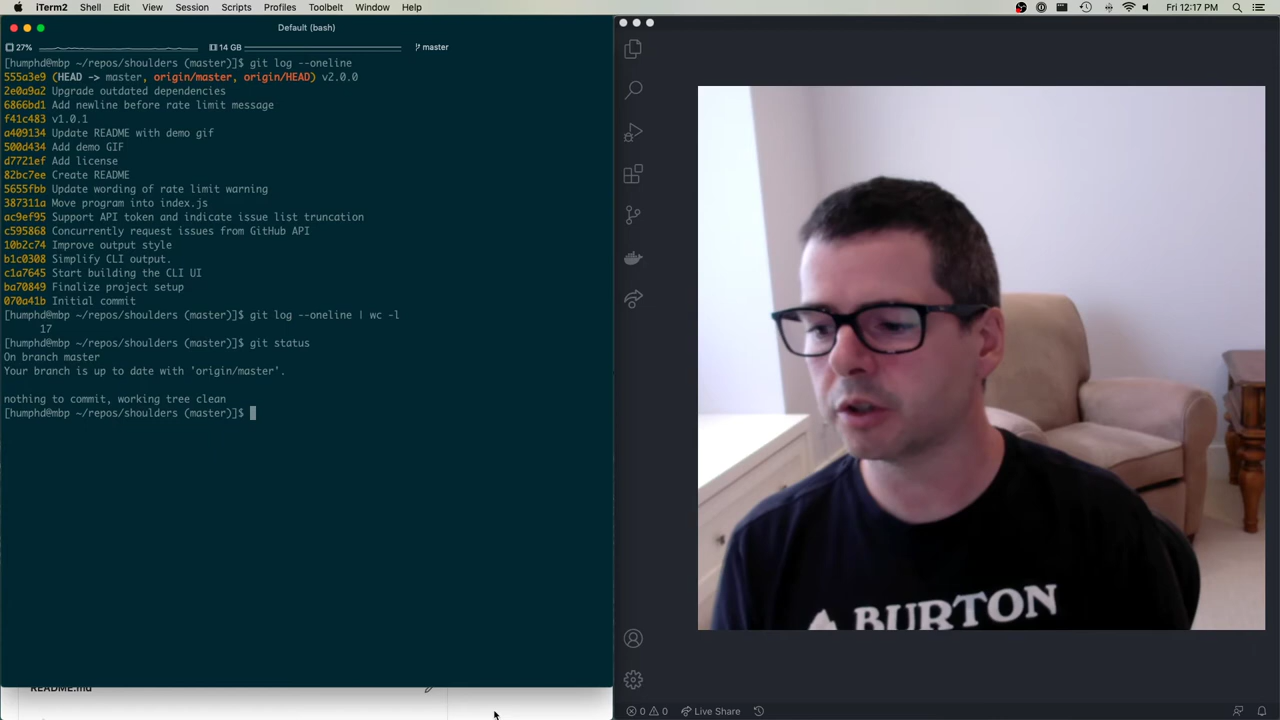 iTerm2 Shell Edit View Session Scripts Profiles Toolbelt Window Help Fri 12:17 PM
Default (bash)
27% 14 GB master
[humphd@mbp ~/repos/shoulders (master)]$ git log --oneline
555a3e9 (HEAD -> master, origin/master, origin/HEAD) v2.0.0
2e0a9a2 Upgrade outdated dependencies
6866bd1 Add newline before rate limit message
f41c483 v1.0.1
a409134 Update README with demo gif
500d434 Add demo GIF
d7721ef Add license
82bc7ee Create README
5655fbb Update wording of rate limit warning
387311a Move program into index.js
ac9ef95 Support API token and indicate issue list truncation
c595868 Concurrently request issues from GitHub API
10b2c74 Improve output style
b1c0308 Simplify CLI output.
c1a7645 Start building the CLI UI
ba70849 Finalize project setup
070a41b Initial commit
[humphd@mbp ~/repos/shoulders (master)]$ git log --oneline | wc -l
17
[humphd@mbp ~/repos/shoulders (master)]$ git status
On branch master
Your branch is up to date with 'origin/master'.
nothing to commit, working tree clean
[humphd@mbp ~/repos/shoulders (master)]$
README.md
BURTON
0 0 Live Share